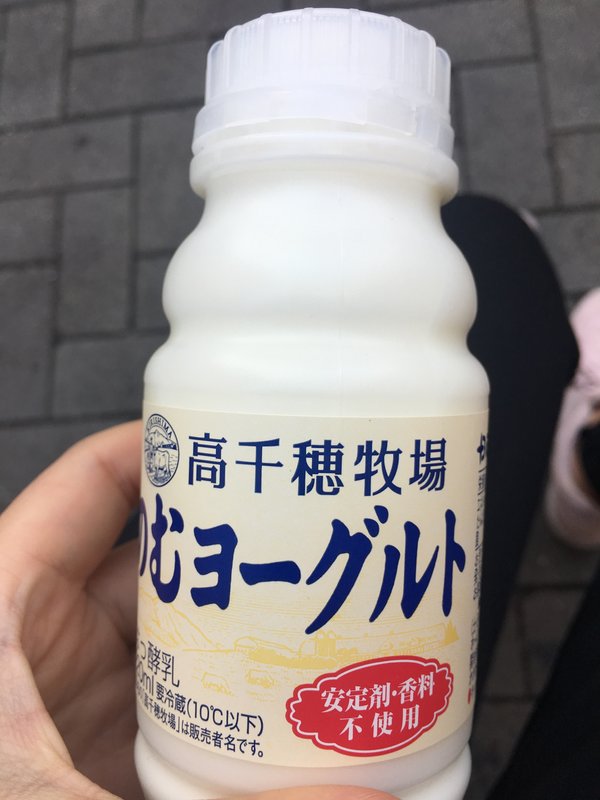 高千穂牧場
のむヨーグルト
酵乳
要冷蔵(10℃以下)
高千穂牧場」は販売者名です。
安定剤・香料
不使用